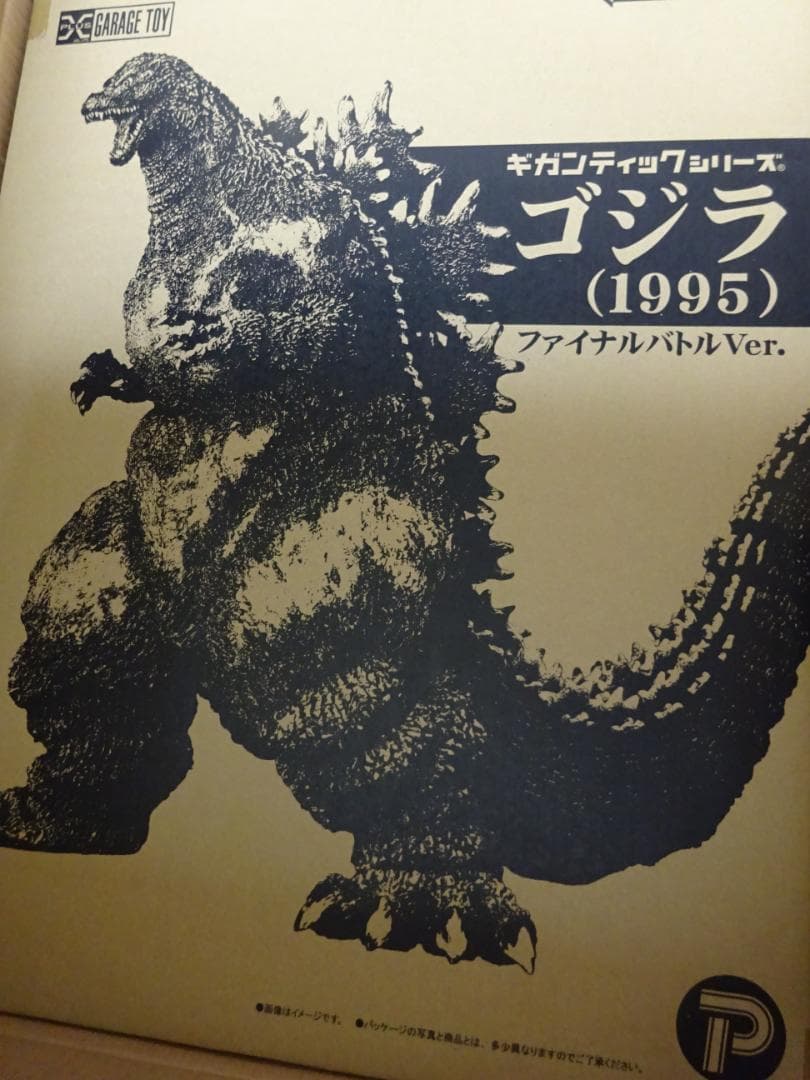 X PLUS GARAGE TOY
ギガンティックシリーズ®
ゴジラ
(1995)
ファイナルバトルVer.
●画像はイメージです。 ●パッケージの写真と商品とは、多少異なりますのでご了承ください。
P